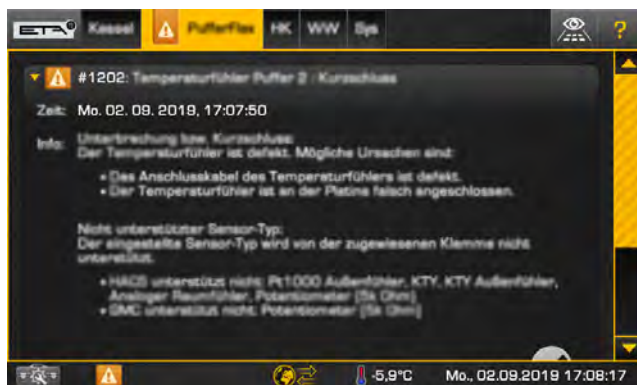 ETA Kessel PufferFlex HK WW Sys ?
#1202: Temperaturfühler Puffer 2 : Kurzschluss
Zeit: Mo. 02. 09. 2019, 17:07:50
Info: Unterbrechung bzw. Kurzschluss:
Der Temperaturfühler ist defekt. Mögliche Ursachen sind:
• Das Anschlusskabel des Temperaturfühlers ist defekt.
• Der Temperaturfühler ist an der Platine falsch angeschlossen.
Nicht unterstützter Sensor-Typ:
Der eingestellte Sensor-Typ wird von der zugewiesenen Klemme nicht
unterstützt.
• unterstützt nicht: Pt1000 Außenfühler, KTY, KTY Außenfühler,
Analoger Raumfühler, Potentiometer (5k Ohm)
• GMC unterstützt nicht: Potentiometer (5k Ohm)
-5,9°C Mo., 02.09.2019 17:08:17